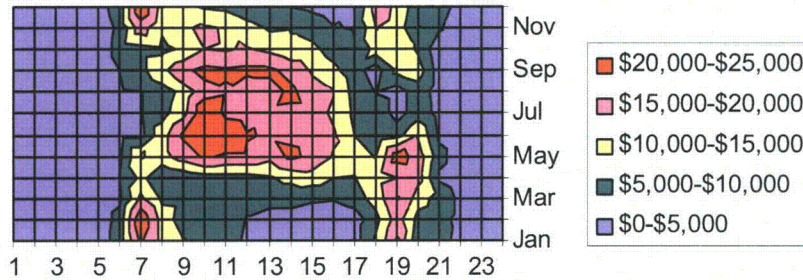 Nov
Sep
Jul
May
Mar
Jan
1 3 5 7 9 11 13 15 17 19 21 23
$20,000-$25,000
$15,000-$20,000
$10,000-$15,000
$5,000-$10,000
$0-$5,000